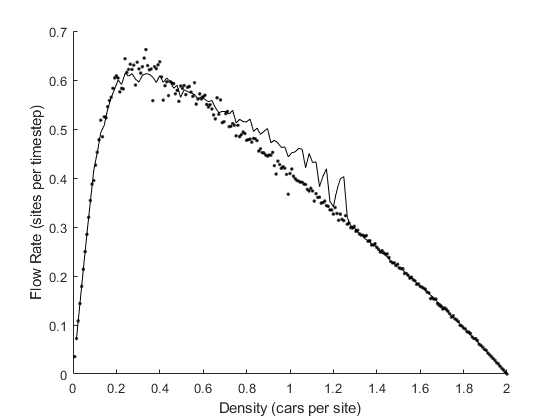 0.7
0.6
0.5
0.4
0.3
0.2
0.1
0
Flow Rate (sites per timestep)
0 0.2 0.4 0.6 0.8 1 1.2 1.4 1.6 1.8 2
Density (cars per site)